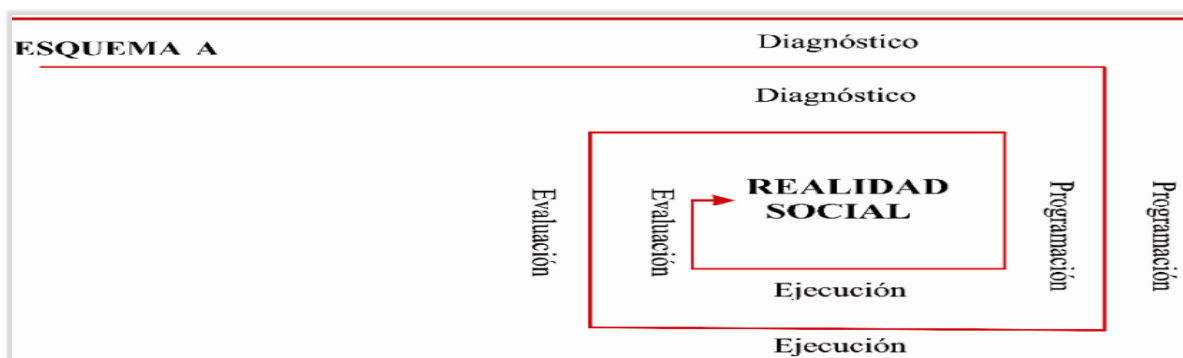 ESQUEMA A
Diagnóstico
Diagnóstico
Evaluación
Evaluación
REALIDAD
SOCIAL
Programación
Programación
Ejecución
Ejecución